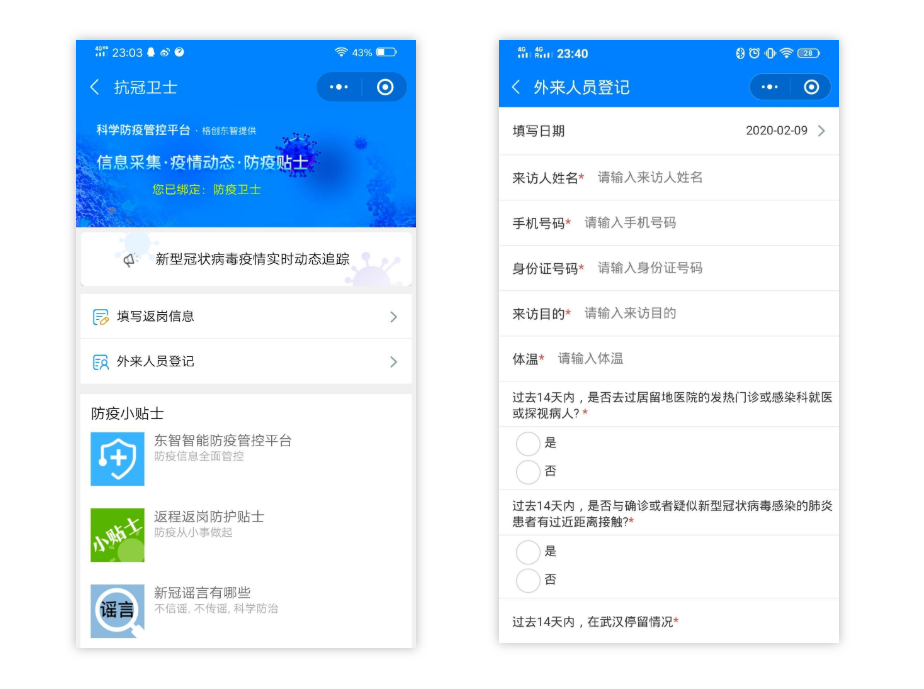 23:03
43%
抗冠卫士
科学防疫管控平台 · 格创东智提供
信息采集·疫情动态·防疫贴士
您已绑定：防疫卫士
新型冠状病毒疫情实时动态追踪
填写返岗信息
外来人员登记
防疫小贴士
东智智能防疫管控平台
防疫信息全面管控
小贴士
返程返岗防护贴士
防疫从小事做起
谣言
新冠谣言有哪些
不信谣, 不传谣, 科学防治
4G 4G 23:40
28
外来人员登记
填写日期 2020-02-09
来访人姓名* 请输入来访人姓名
手机号码* 请输入手机号码
身份证号码* 请输入身份证号码
来访目的* 请输入来访目的
体温* 请输入体温
过去14天内，是否去过居留地医院的发热门诊或感染科就医
或探视病人? *
是
否
过去14天内，是否与确诊或者疑似新型冠状病毒感染的肺炎
患者有过近距离接触?*
是
否
过去14天内，在武汉停留情况*